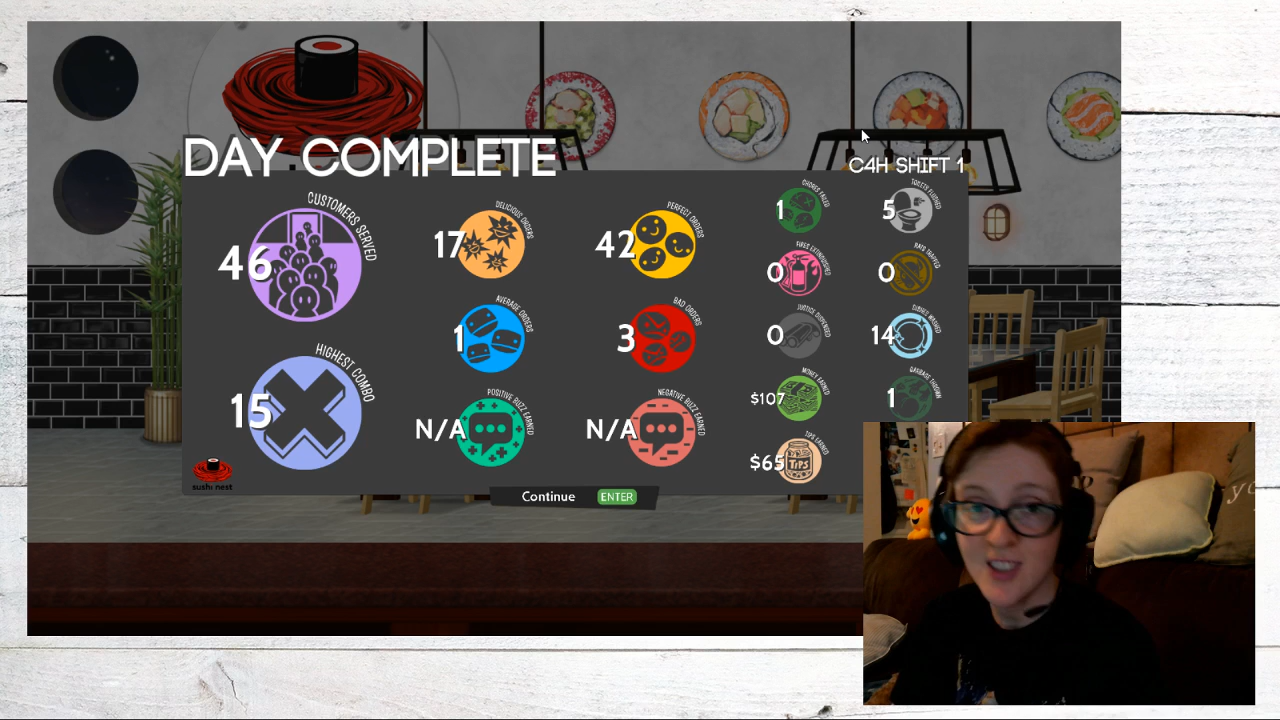 DAY COMPLETE
C4H SHIFT 1
CUSTOMERS SERVED
46
HIGHEST COMBO
15
DELICIOUS ORDERS
17
PERFECT ORDERS
42
AVERAGE ORDERS
1
BAD ORDERS
3
POSITIVE BUZZ EARNED
N/A
NEGATIVE BUZZ EARNED
N/A
CHORES FAILED
1
TOILETS FLUSHED
5
FIRES EXTINGUISHED
0
RATS TRAPPED
0
JUSTICE DISPENSED
0
DISHES WASHED
14
MONEY EARNED
$107
GARBAGE THROWN
1
TIPS EARNED
$65
TIPS
sushi nest
Continue ENTER